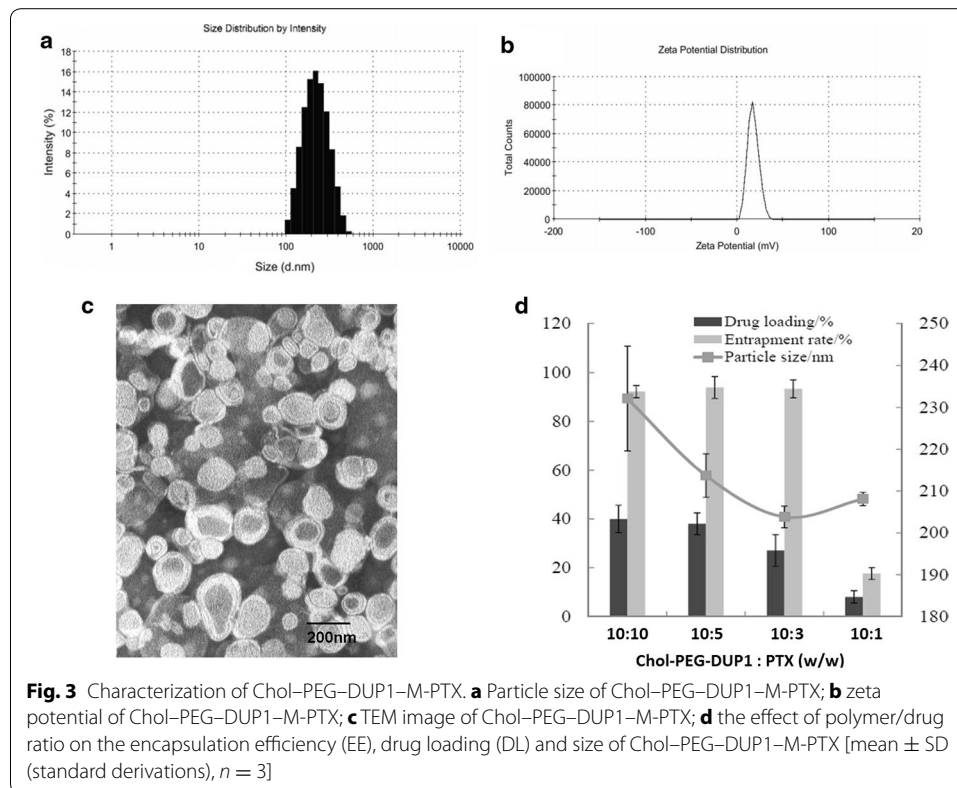 a
Size Distribution by Intensity
18
16
14
12
10
8
6
4
2
0
Intensity (%)
1 10 100 1000 10000
Size (d.nm)
b
Zeta Potential Distribution
100000
80000
60000
40000
20000
0
Total Counts
-200 -100 0 100 20
Zeta Potential (mV)
c
200nm
d
Drug loading/%
Entrapment rate/%
Particle size/nm
120
100
80
60
40
20
0
250
240
230
220
210
200
190
180
10:10 10:5 10:3 10:1
Chol-PEG-DUP1 : PTX (w/w)
Fig. 3 Characterization of Chol–PEG–DUP1–M-PTX. a Particle size of Chol–PEG–DUP1–M-PTX; b zeta
potential of Chol–PEG–DUP1–M-PTX; c TEM image of Chol–PEG–DUP1–M-PTX; d the effect of polymer/drug
ratio on the encapsulation efficiency (EE), drug loading (DL) and size of Chol–PEG–DUP1–M-PTX [mean ± SD
(standard derivations), n = 3]